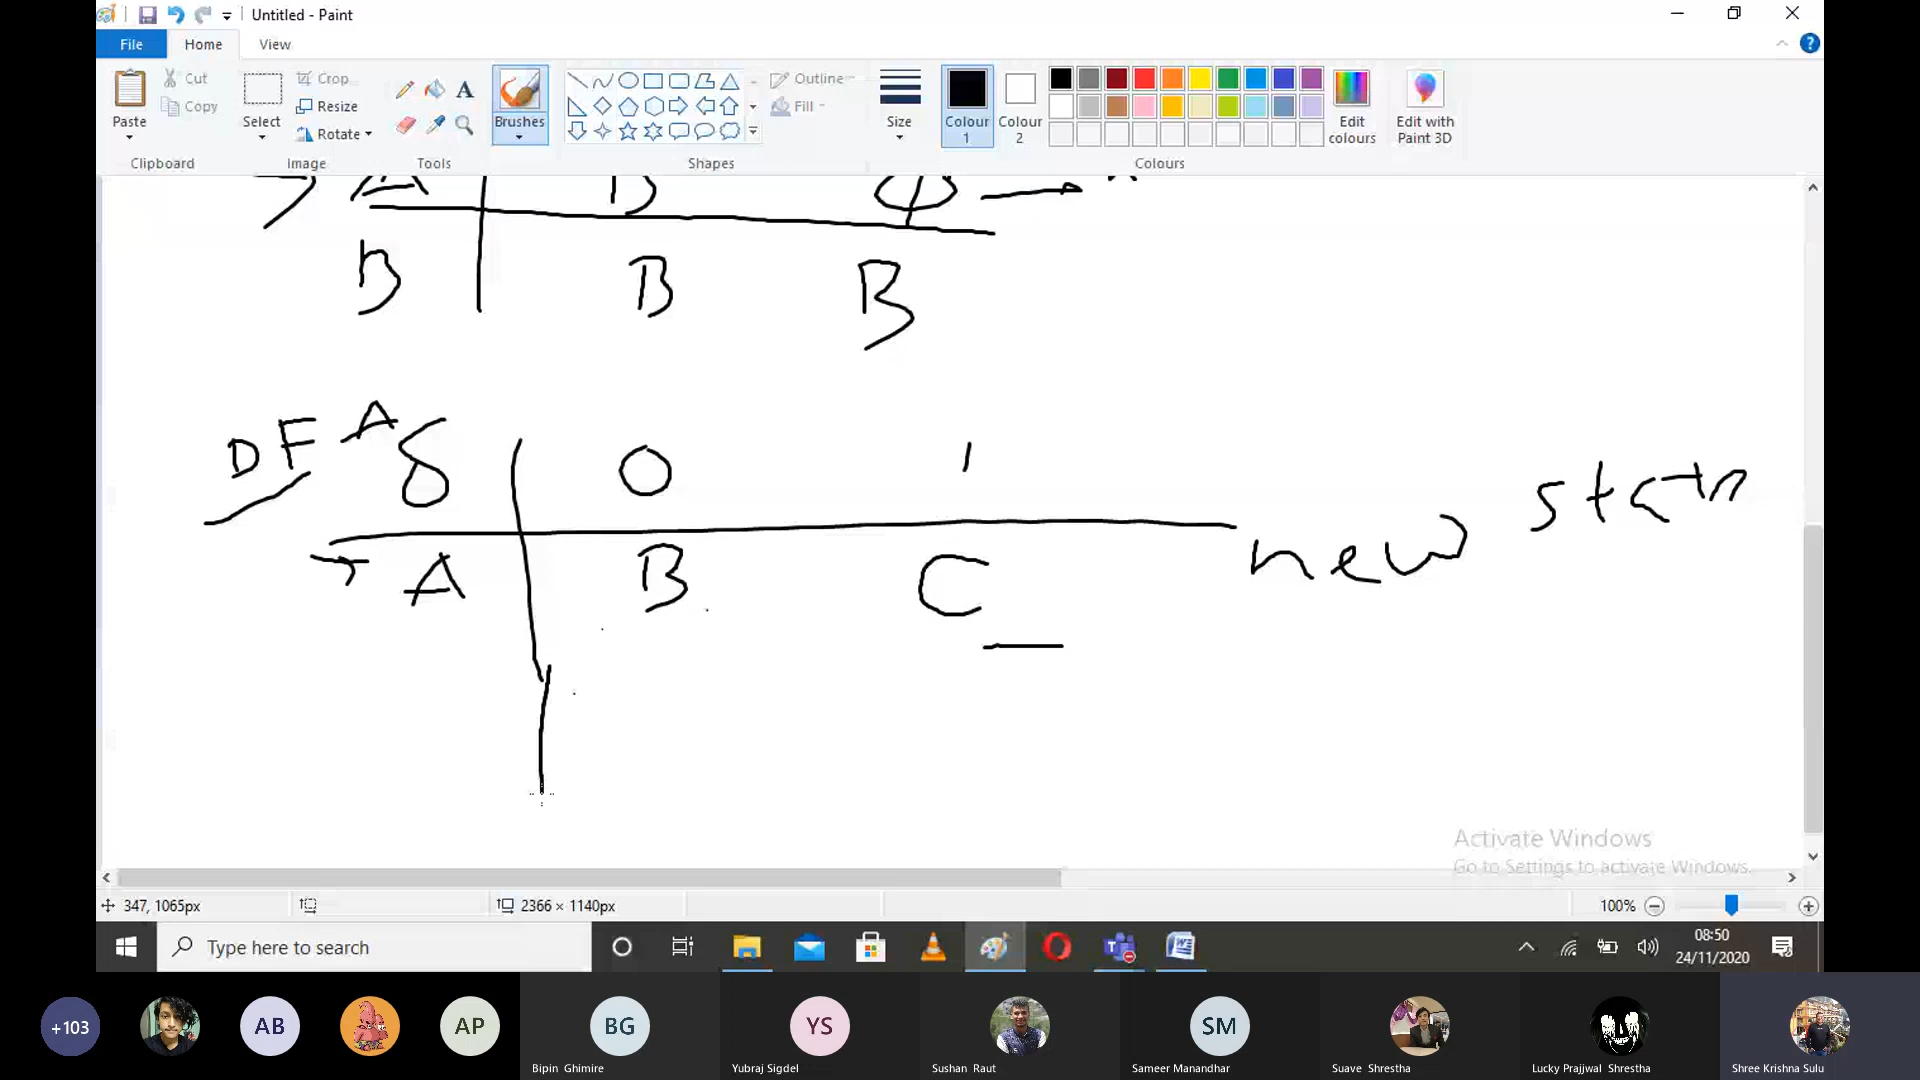 Untitled - Paint
File Home View
Cut
Copy
Paste
Clipboard
Select
Crop
Resize
Rotate
Image
A
Tools
Brushes
Outline
Fill
Shapes
Size
Colour 1
Colour 2
Edit colours
Edit with Paint 3D
Colours
A B ϕ
B B B
DFA δ 0 1
A B C new
Activate Windows
Go to Settings to activate Windows.
347, 1065px 2366 × 1140px 100%
Type here to search
08:50
24/11/2020
+103 AB AP BG YS SM
Bipin Ghimire Yubraj Sigdel Sushan Raut Sameer Manandhar Suave Shrestha Lucky Prajjwal Shrestha Shree Krishna Sulu